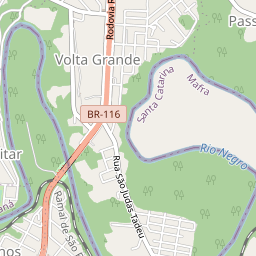 Pass
Rodovia R
Volta Grande
Santa Catarina
Mafra
BR-116
Rio Negro
itar
Rua São Judas Tadeu
Ramal de São F
nos